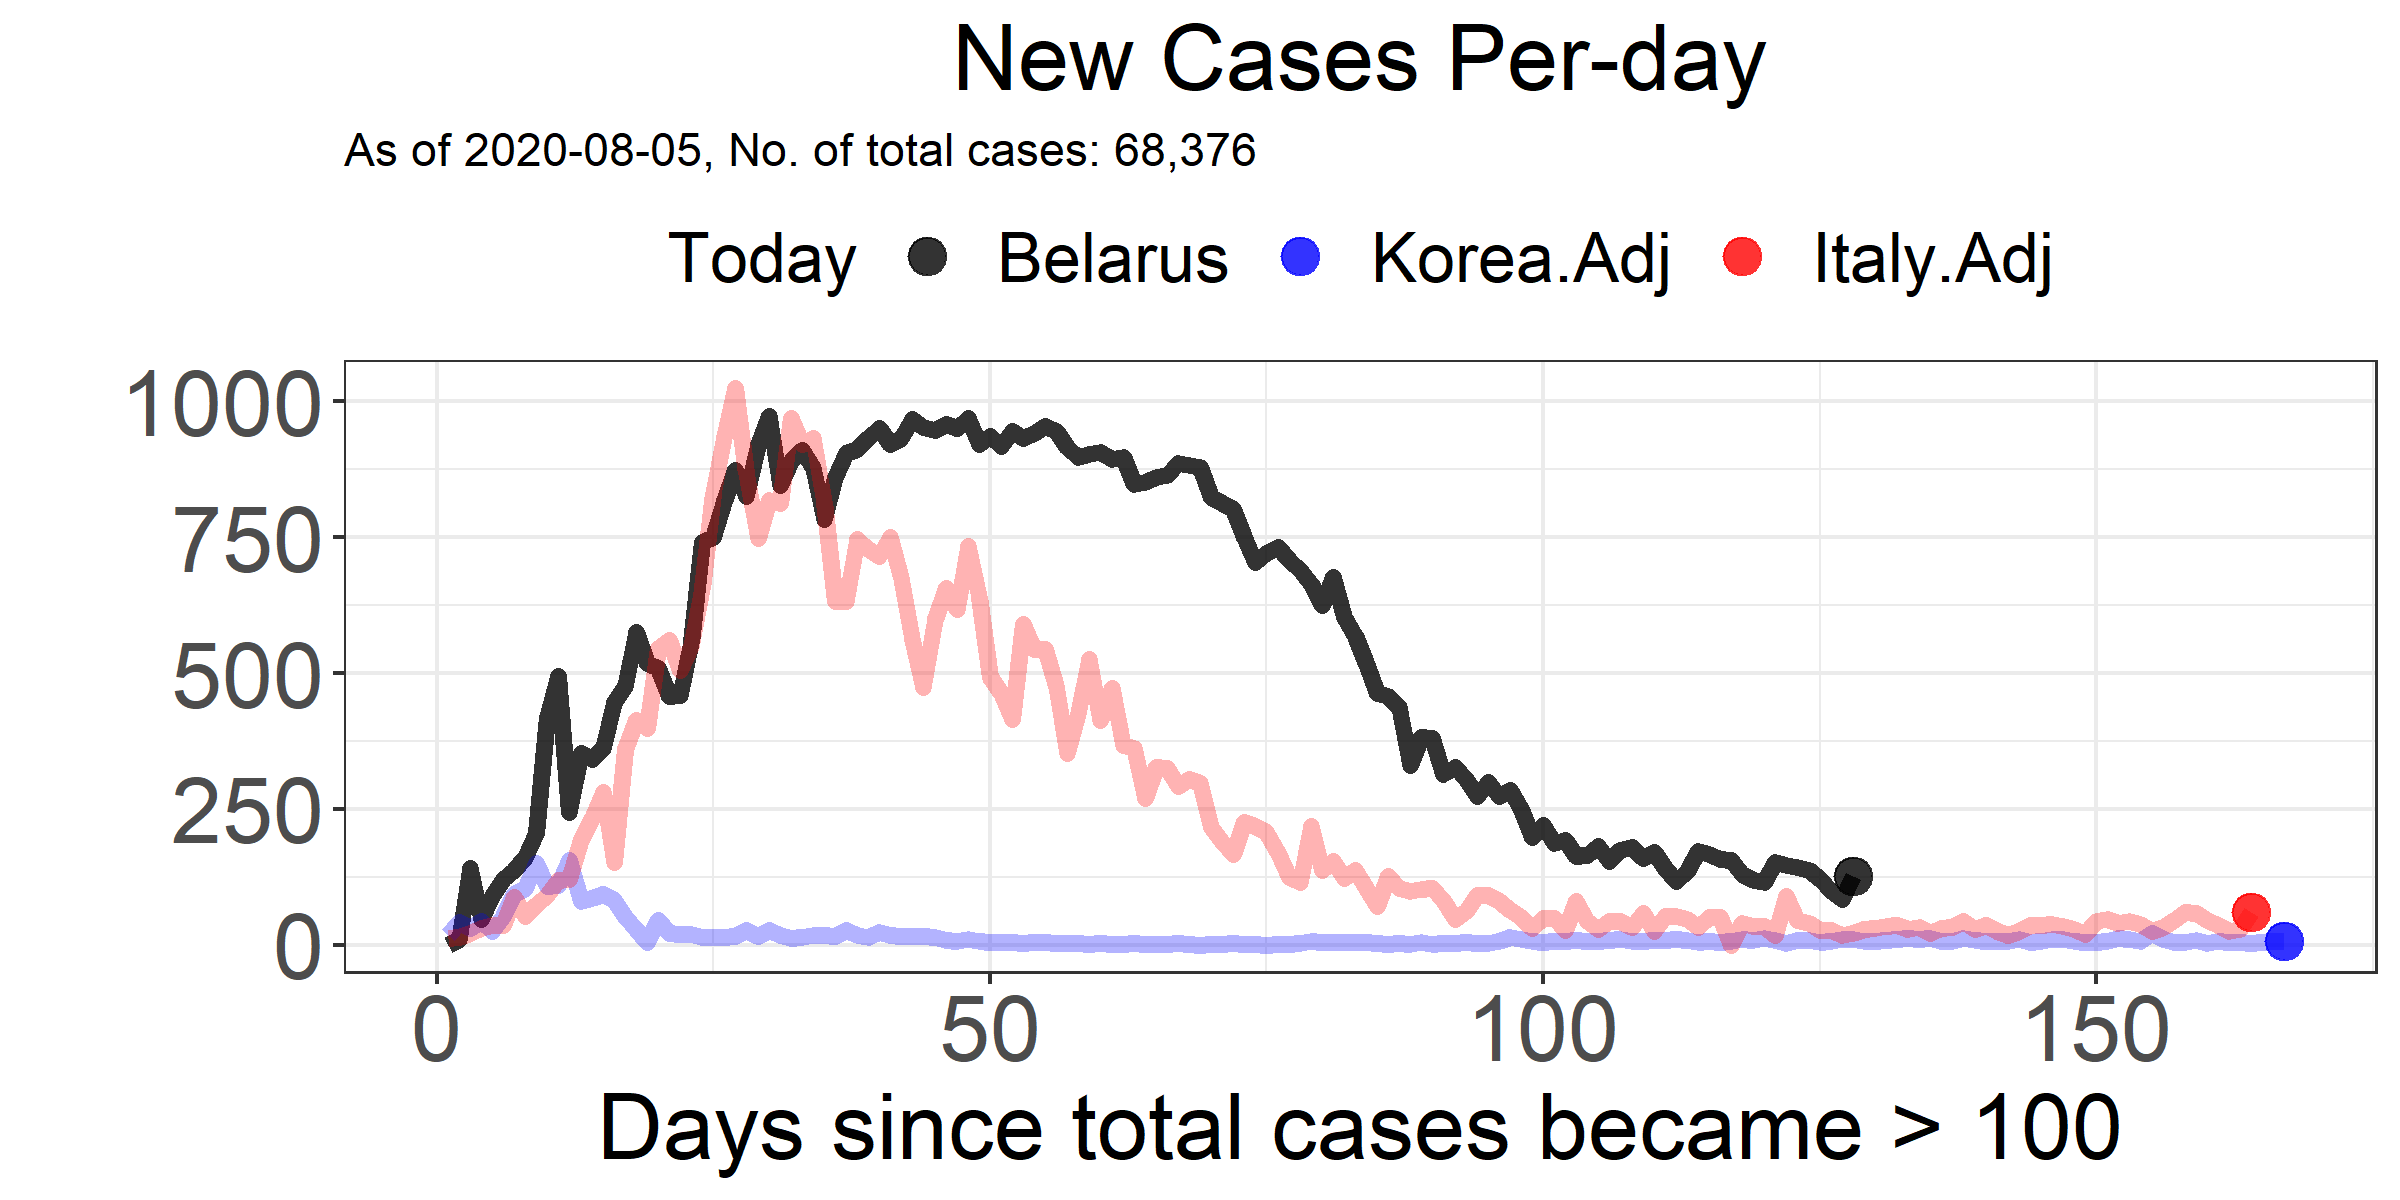 New Cases Per-day
As of 2020-08-05, No. of total cases: 68,376
Today Belarus Korea.Adj Italy.Adj
1000
750
500
250
0
0 50 100 150
Days since total cases became > 100